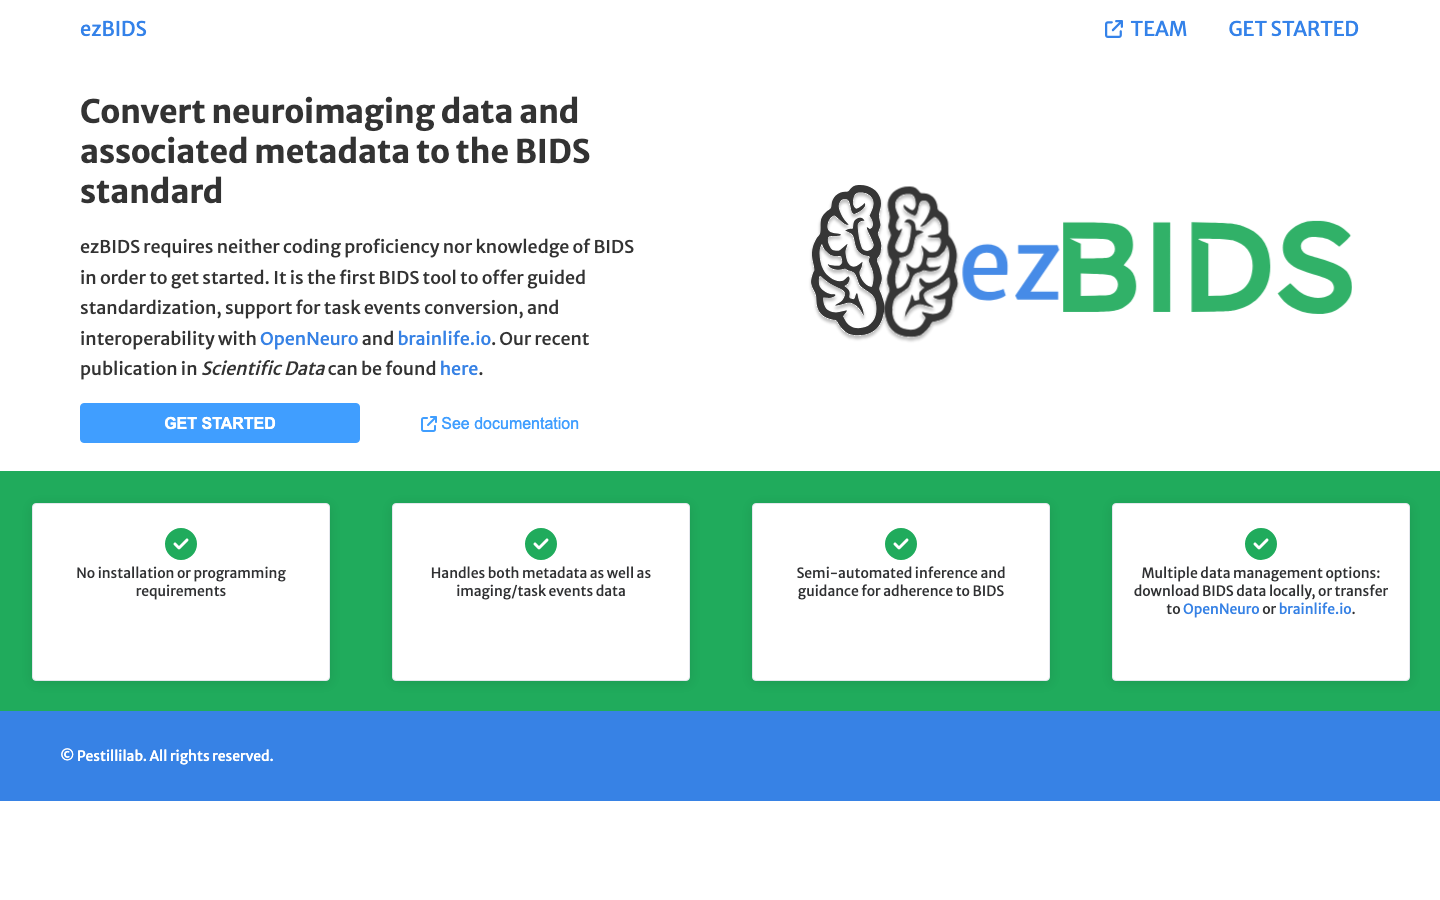 ezBIDS
TEAM
GET STARTED
Convert neuroimaging data and
associated metadata to the BIDS
standard
ezBIDS requires neither coding proficiency nor knowledge of BIDS
in order to get started. It is the first BIDS tool to offer guided
standardization, support for task events conversion, and
interoperability with OpenNeuro and brainlife.io. Our recent
publication in Scientific Data can be found here.
GET STARTED
See documentation
ezBIDS
No installation or programming
requirements
Handles both metadata as well as
imaging/task events data
Semi-automated inference and
guidance for adherence to BIDS
Multiple data management options:
download BIDS data locally, or transfer
to OpenNeuro or brainlife.io.
© Pestillilab. All rights reserved.